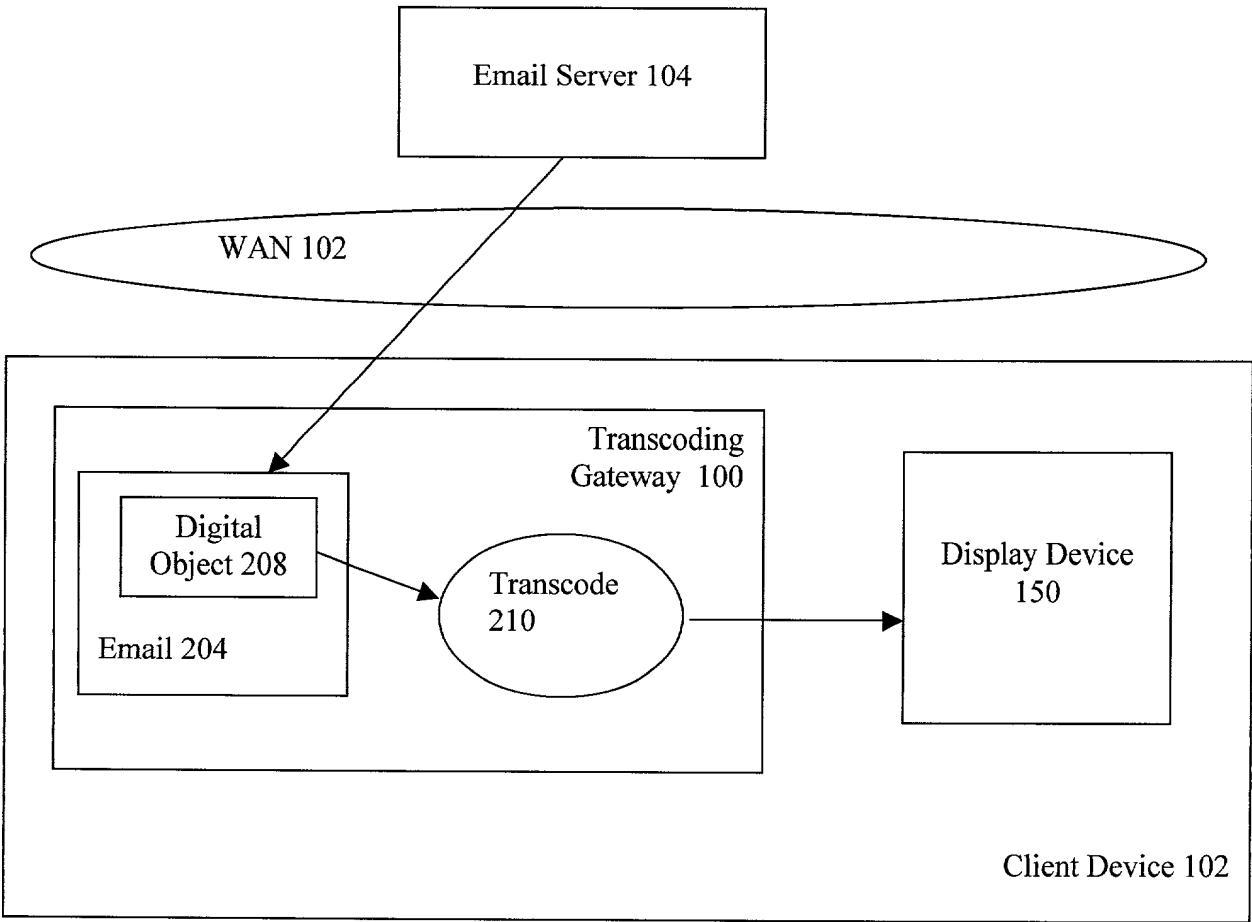 Email Server 104
WAN 102
Transcoding
Gateway 100
Digital
Object 208
Transcode
210
Email 204
Display Device
150
Client Device 102